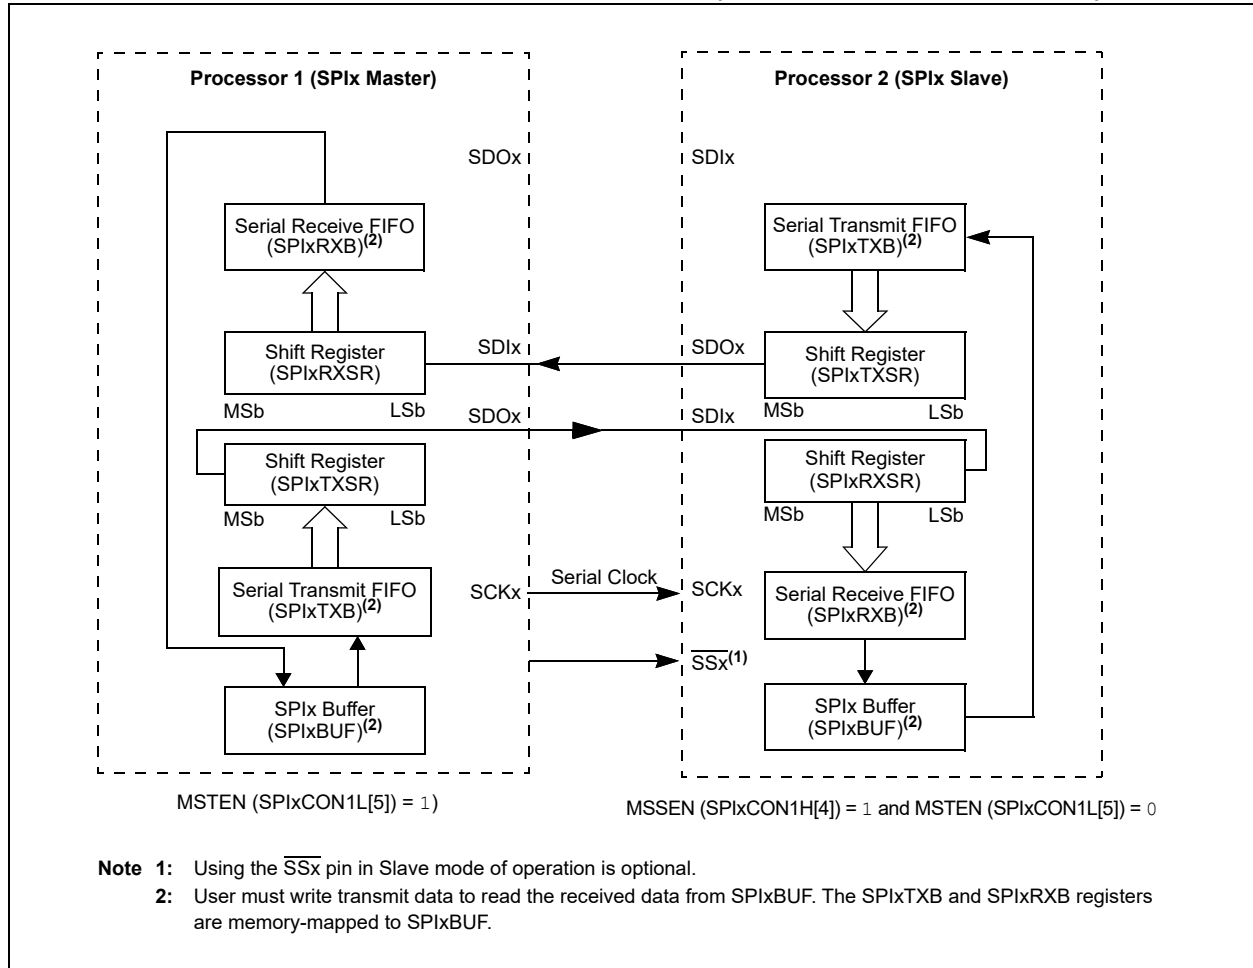 Processor 1 (SPIx Master)
SDOx
Serial Receive FIFO
(SPIxRXB)(2)
Shift Register
(SPIxRXSR)
SDIx
MSb
LSb
SDOx
Shift Register
(SPIxTXSR)
MSb
LSb
Serial Transmit FIFO
(SPIxTXB)(2)
SCKx
Serial Clock
SPIx Buffer
(SPIxBUF)(2)
MSTEN (SPIxCON1L[5]) = 1)
Processor 2 (SPIx Slave)
SDIx
Serial Transmit FIFO
(SPIxTXB)(2)
SDOx
Shift Register
(SPIxTXSR)
MSb
LSb
SDIx
Shift Register
(SPIxRXSR)
MSb
LSb
SCKx
Serial Receive FIFO
(SPIxRXB)(2)
SSx(1)
SPIx Buffer
(SPIxBUF)(2)
MSSEN (SPIxCON1H[4]) = 1 and MSTEN (SPIxCON1L[5]) = 0
Note 1: Using the SSx pin in Slave mode of operation is optional.
2: User must write transmit data to read the received data from SPIxBUF. The SPIxTXB and SPIxRXB registers
are memory-mapped to SPIxBUF.